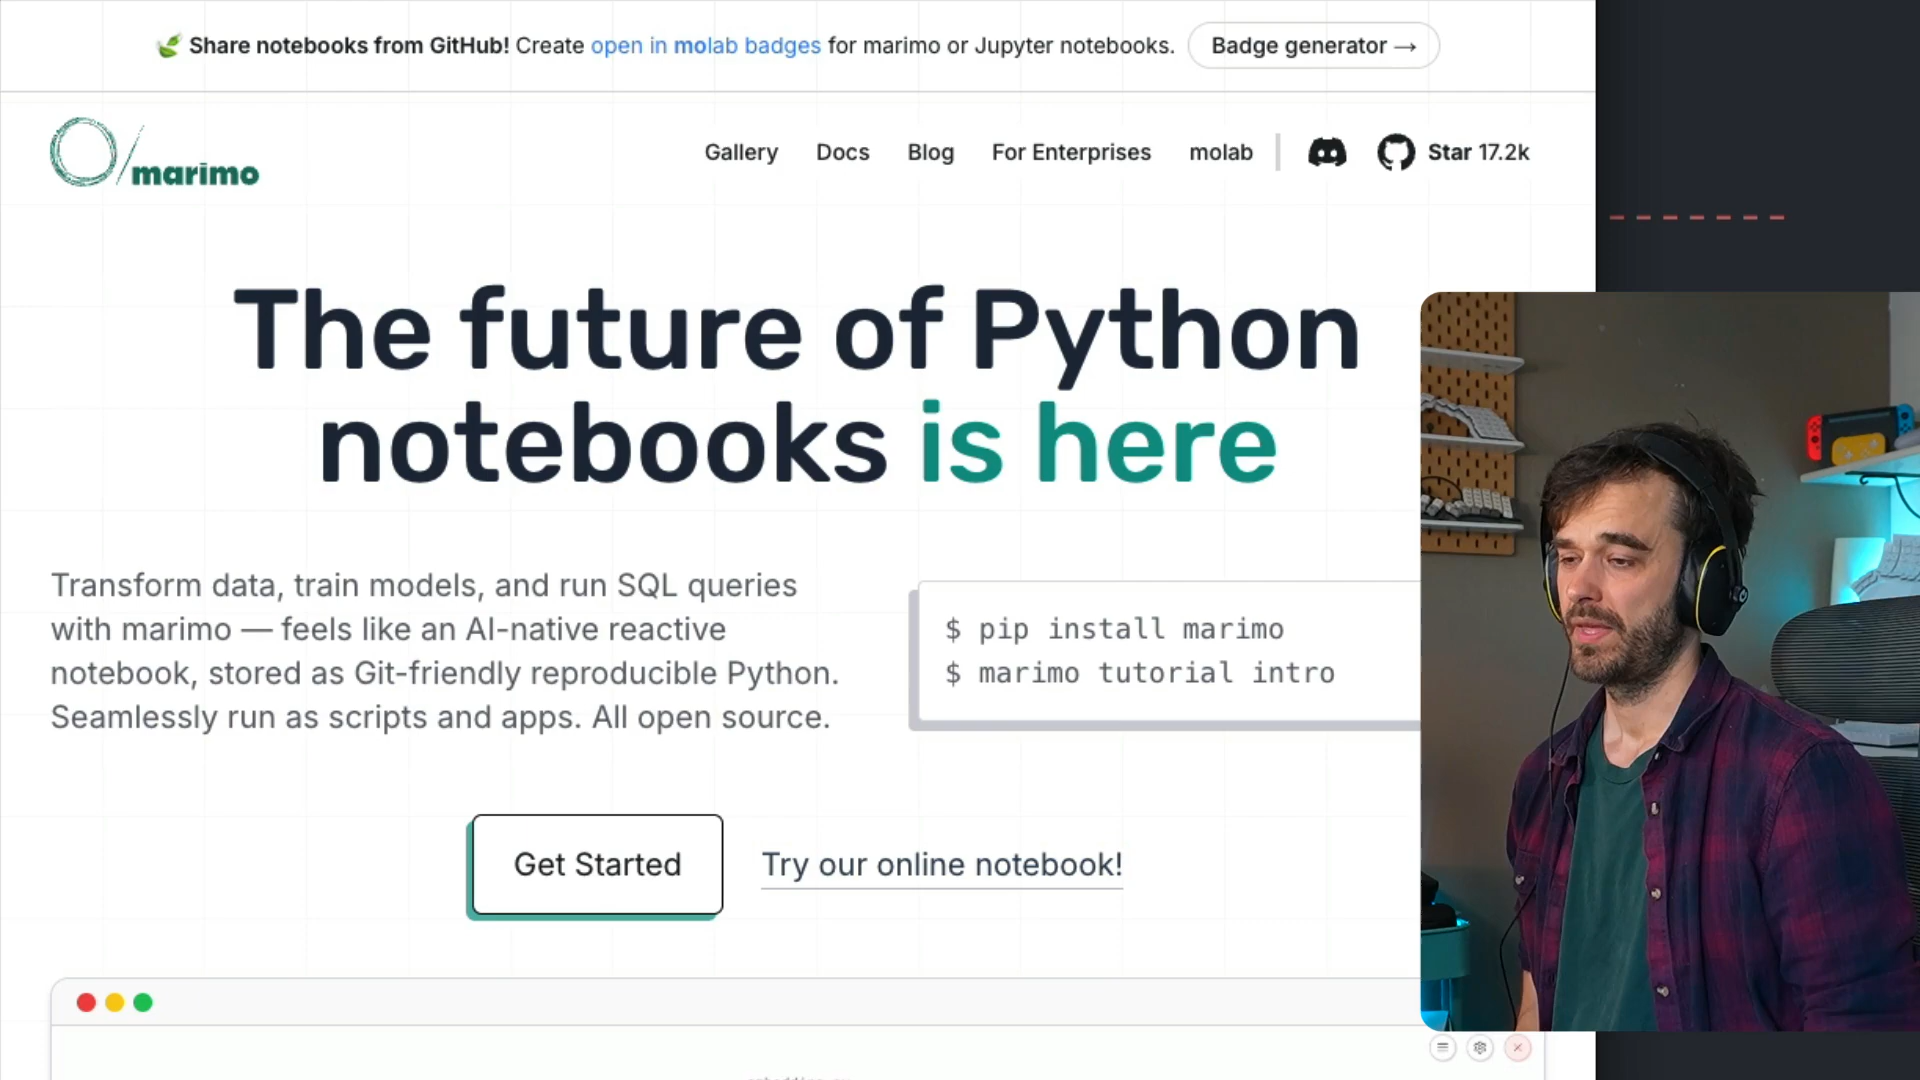 Share notebooks from GitHub! Create open in molab badges for marimo or Jupyter notebooks. Badge generator →
marimo
Gallery Docs Blog For Enterprises molab Star 17.2k
The future of Python
notebooks is here
Transform data, train models, and run SQL queries
with marimo — feels like an AI-native reactive
notebook, stored as Git-friendly reproducible Python.
Seamlessly run as scripts and apps. All open source.
$ pip install marimo
$ marimo tutorial intro
Get Started
Try our online notebook!